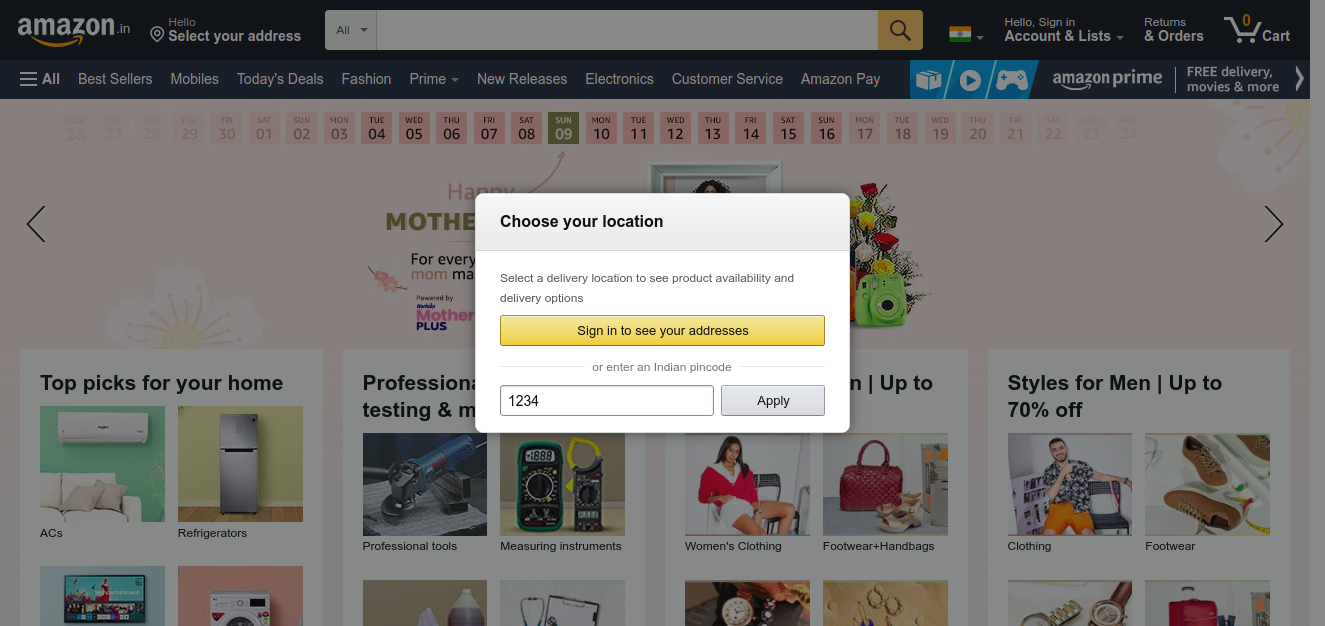 amazon.in
Hello
Select your address
All
Hello, Sign in
Account & Lists
Returns
& Orders
0
Cart
All
Best Sellers
Mobiles
Today's Deals
Fashion
Prime
New Releases
Electronics
Customer Service
Amazon Pay
amazon prime
FREE delivery,
movies & more
MON 26
27
28
THU 29
FRI 30
SAT 01
SUN 02
MON 03
TUE 04
WED 05
THU 06
FRI 07
SAT 08
SUN 09
MON 10
TUE 11
WED 12
THU 13
FRI 14
SAT 15
SUN 16
MON 17
TUE 18
WED 19
THU 20
FRI 21
SAT 22
23
24
Happy
MOTHE
For every
mom ma
Powered by
Mother
PLUS
Choose your location
Select a delivery location to see product availability and
delivery options
Sign in to see your addresses
or enter an Indian pincode
1234
Apply
Top picks for your home
ACs
Refrigerators
Professiona
testing & m
Professional tools
Measuring instruments
n | Up to
Women's Clothing
Footwear+Handbags
Styles for Men | Up to
70% off
Clothing
Footwear